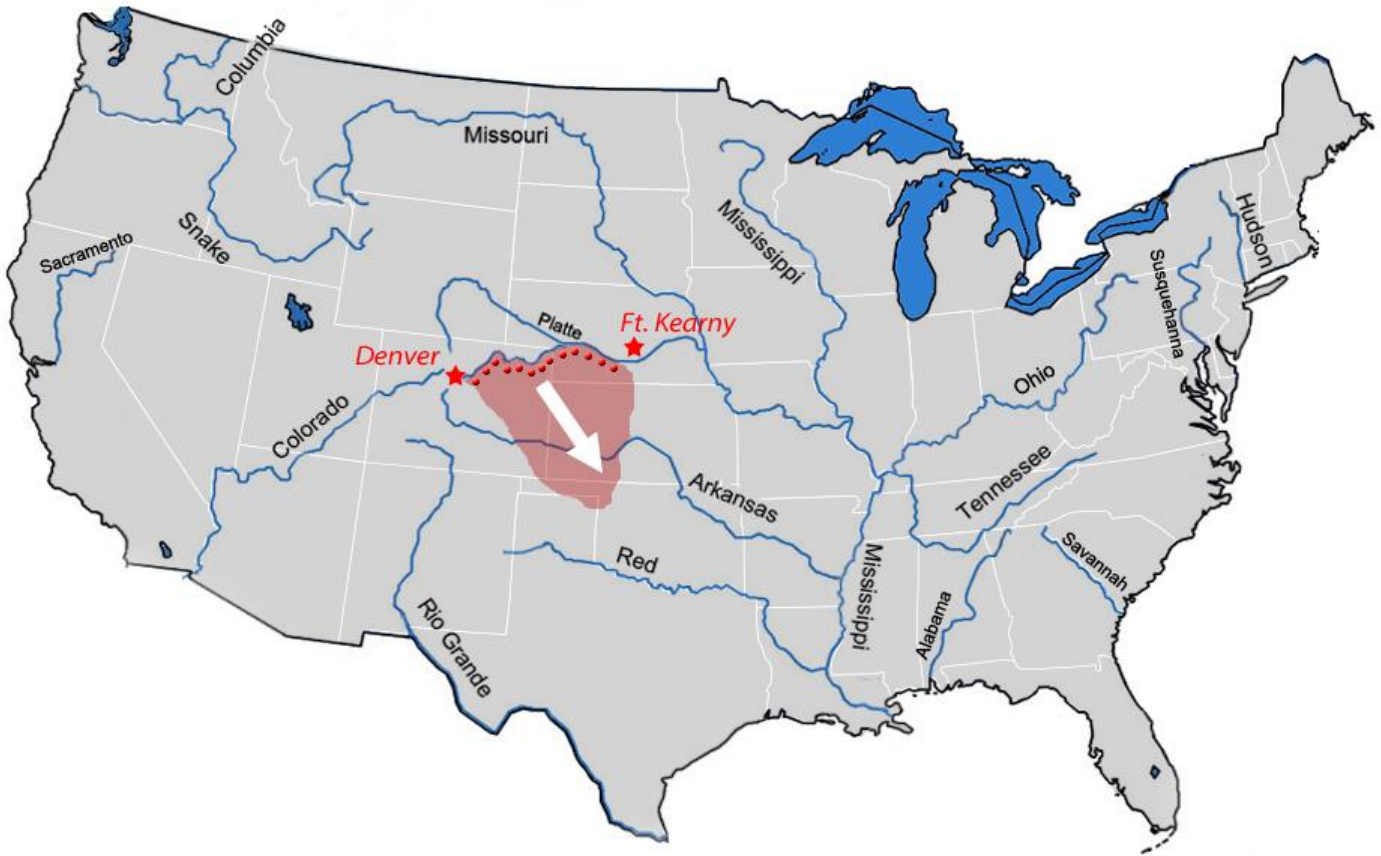 Columbia
Missouri
Mississippi
Hudson
Snake
Sacramento
Susquehanna
Platte
Ft. Kearny
Denver
Ohio
Colorado
Tennessee
Arkansas
Red
Savannah
Mississippi
Alabama
Rio Grande